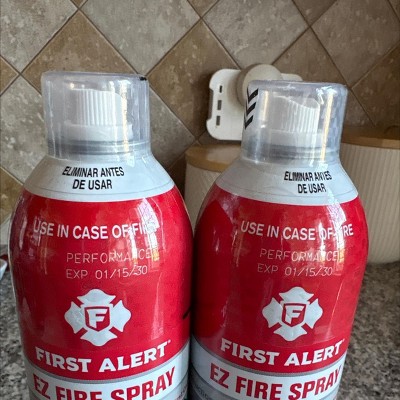 ELIMINAR ANTES
DE USAR
USE IN CASE OF FIRE
PERFORMANCE
EXP 01/15/30
F
FIRST ALERT
EZ FIRE SPRAY
ELIMINAR ANTES
DE USAR
USE IN CASE OF FIRE
PERFORMANCE
EXP 01/15/30
F
FIRST ALERT
EZ FIRE SPRAY